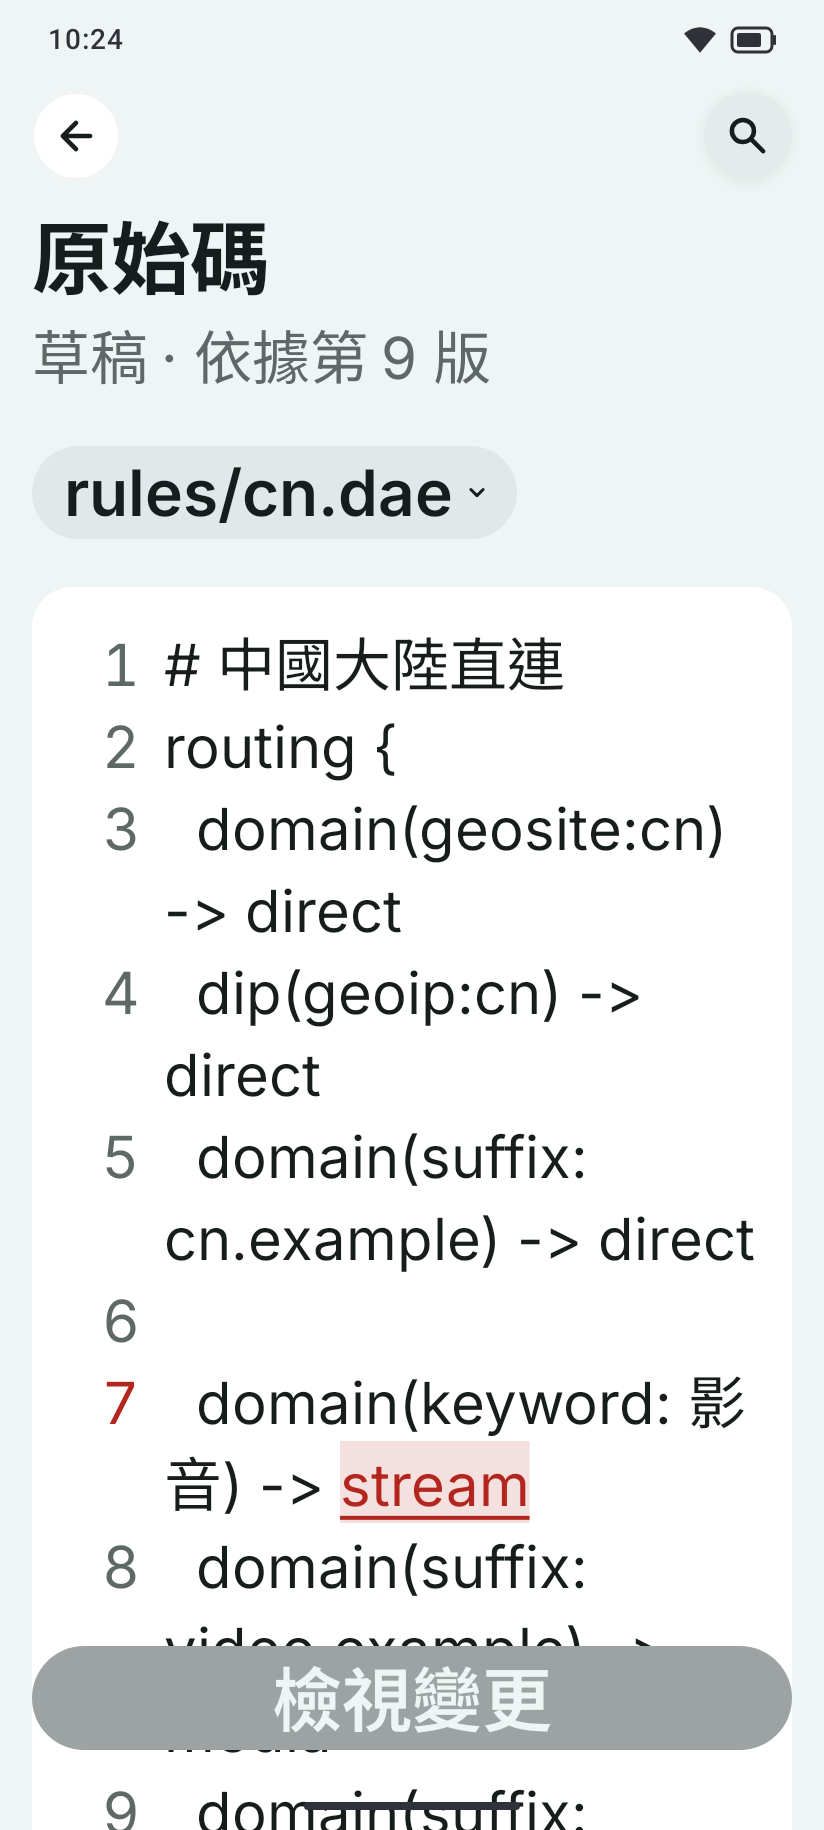 10:24
原始碼
草稿 · 依據第 9 版
rules/cn.dae
1 # 中國大陸直連
2 routing {
3 domain(geosite:cn)
-> direct
4 dip(geoip:cn) ->
direct
5 domain(suffix:
cn.example) -> direct
6
7 domain(keyword: 影
音) -> stream
8 domain(suffix:
video.example) ->
檢視變更
media
9 domain(suffix: